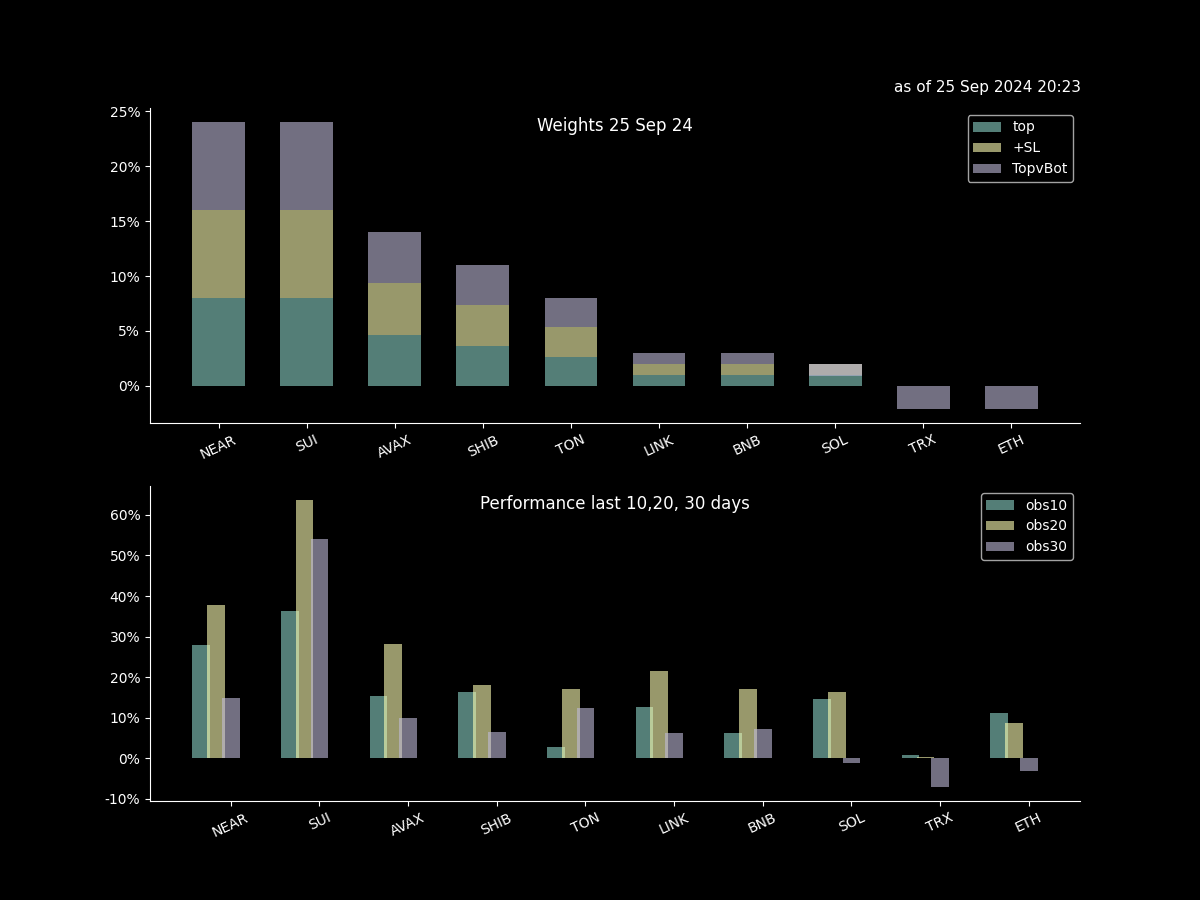 as of 25 Sep 2024 20:23
Weights 25 Sep 24
top
+SL
TopvBot
25%
20%
15%
10%
5%
0%
NEAR SUI AVAX SHIB TON LINK BNB SOL TRX ETH
Performance last 10,20, 30 days
obs10
obs20
obs30
60%
50%
40%
30%
20%
10%
0%
-10%
NEAR SUI AVAX SHIB TON LINK BNB SOL TRX ETH